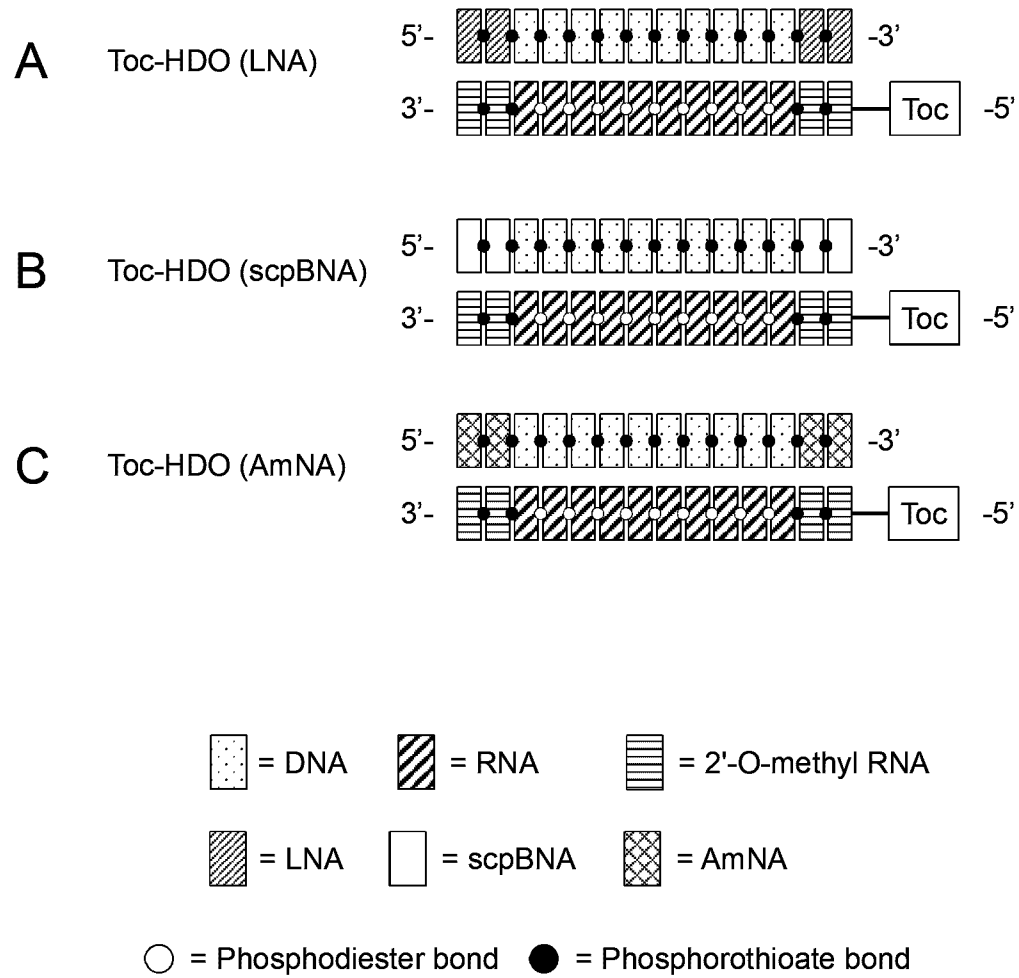 5'- -3'
A Toc-HDO (LNA)
3'- Toc -5'
5'- -3'
B Toc-HDO (scpBNA)
3'- Toc -5'
5'- -3'
C Toc-HDO (AmNA)
3'- Toc -5'
= DNA = RNA = 2'-O-methyl RNA
= LNA = scpBNA = AmNA
= Phosphodiester bond = Phosphorothioate bond